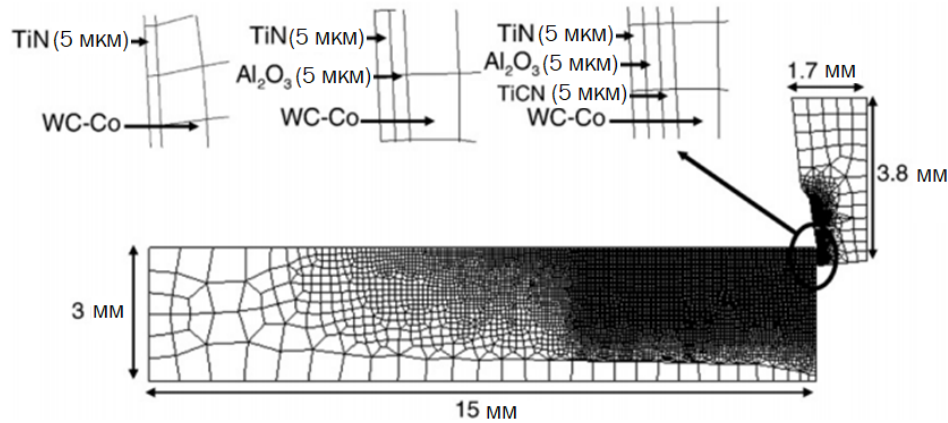 TiN (5 мкм)
WC-Co
TiN (5 мкм)
Al₂O₃ (5 мкм)
WC-Co
TiN (5 мкм)
Al₂O₃ (5 мкм)
TiCN (5 мкм)
WC-Co
1.7 мм
3.8 мм
3 мм
15 мм